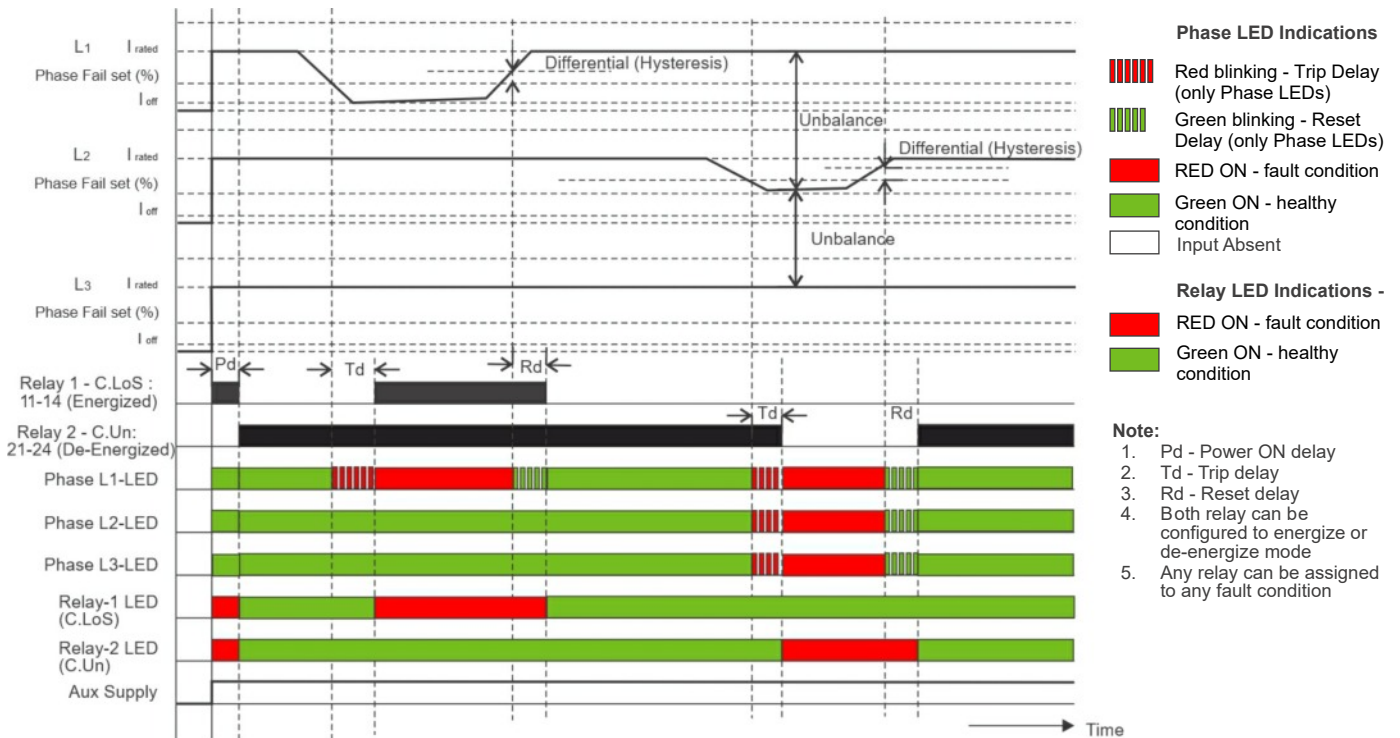 L1 I rated
Phase Fail set (%)
I off
Differential (Hysteresis)
Unbalance
L2 I rated
Phase Fail set (%)
I off
Differential (Hysteresis)
Unbalance
L3 I rated
Phase Fail set (%)
I off
Pd
Td
Rd
Relay 1 - C.LoS :
11-14 (Energized)
Td
Rd
Relay 2 - C.Un:
21-24 (De-Energized)
Phase L1-LED
Phase L2-LED
Phase L3-LED
Relay-1 LED
(C.LoS)
Relay-2 LED
(C.Un)
Aux Supply
Time
Phase LED Indications
Red blinking - Trip Delay
(only Phase LEDs)
Green blinking - Reset
Delay (only Phase LEDs)
RED ON - fault condition
Green ON - healthy
condition
Input Absent
Relay LED Indications -
RED ON - fault condition
Green ON - healthy
condition
Note:
1. Pd - Power ON delay
2. Td - Trip delay
3. Rd - Reset delay
4. Both relay can be
configured to energize or
de-energize mode
5. Any relay can be assigned
to any fault condition